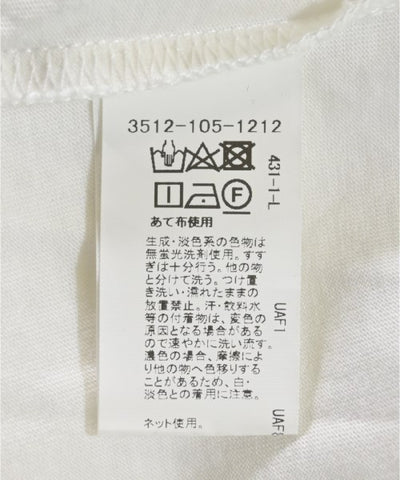 3512-105-1212
F
あて布使用
生成・淡色系の色物は
無蛍光洗剤使用。すす
ぎは十分行う。他の物
と分けて洗う。つけ置
き洗い・濡れたままの
放置禁止。汗・飲料水
等の付着物は、変色の
原因となる場合がある
ので速やかに洗い流す。
濃色の場合、摩擦によ
り他の物へ色移りする
ことがあるため、白・
淡色との着用に注意。
ネット使用。
431-1-L
UAF1